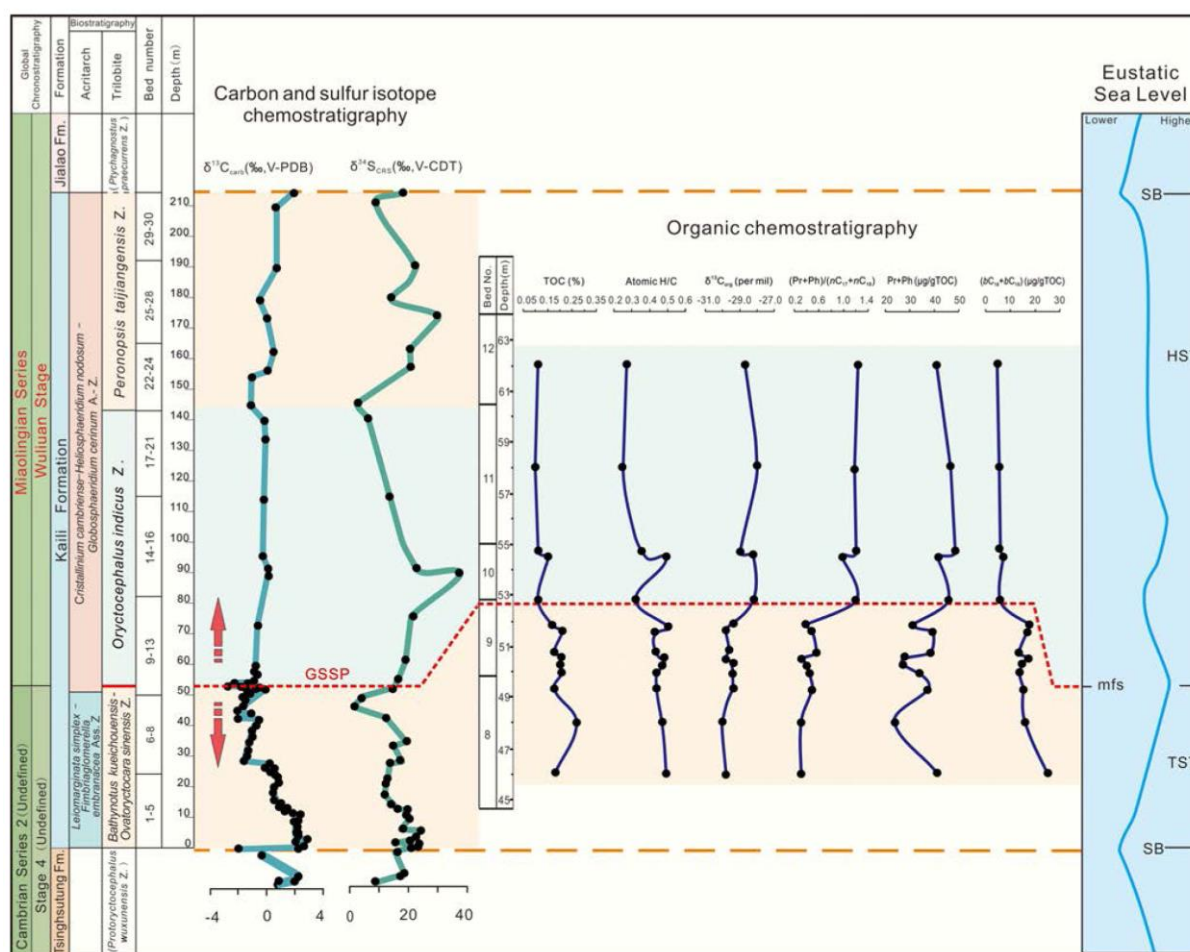 Global
Chronostratigraphy
Formation
Biostratigraphy
Acritarch
Trilobite
Bed number
Depth (m)
Miaolingian Series
Wuliuan Stage
Cambrian Series 2 (Undefined)
Stage 4 (Undefined)
Jialao Fm.
Kaili Formation
Tsinghsutung Fm.
Cristallinium cambriense–Heliosphaeridium nodosum –
Globosphaeridium cerinum A.- Z.
Leiomarginata simplex –
Fimbriaglomerella
embranacea Ass. Z.
( Ptychagnostus
praecurrens Z. )
Peronopsis taijiangensis Z.
Oryctocephalus indicus Z.
Bathynotus kueichouensis-
Ovatoryctocara sinensis Z.
(Protoryctocephalus
wuxunensis Z.)
29-30
25-28
22-24
17-21
14-16
9-13
6-8
1-5
210
200
190
180
170
160
150
140
130
120
110
100
90
80
70
60
50
40
30
20
10
0
Carbon and sulfur isotope
chemostratigraphy
δ¹³Ccarb(‰,V-PDB)
δ³⁴SCRS(‰,V-CDT)
GSSP
-4 0 4
0 20 40
Organic chemostratigraphy
Bed No.
Depth(m)
12
11
10
9
8
63
61
59
57
55
53
51
49
47
45
TOC (%)
0.05 0.15 0.25 0.35
Atomic H/C
0.2 0.3 0.4 0.5 0.6
δ¹³Corg (per mil)
-31.0 -29.0 -27.0
(Pr+Ph)/(nC₁₇+nC₁₈)
0.2 0.6 1.0 1.4
Pr+Ph (μg/gTOC)
20 30 40 50
(bC₁₈+bC₁₉)(μg/gTOC)
0 10 20 30
Eustatic
Sea Level
Lower Higher
SB
HS
mfs
TS
SB